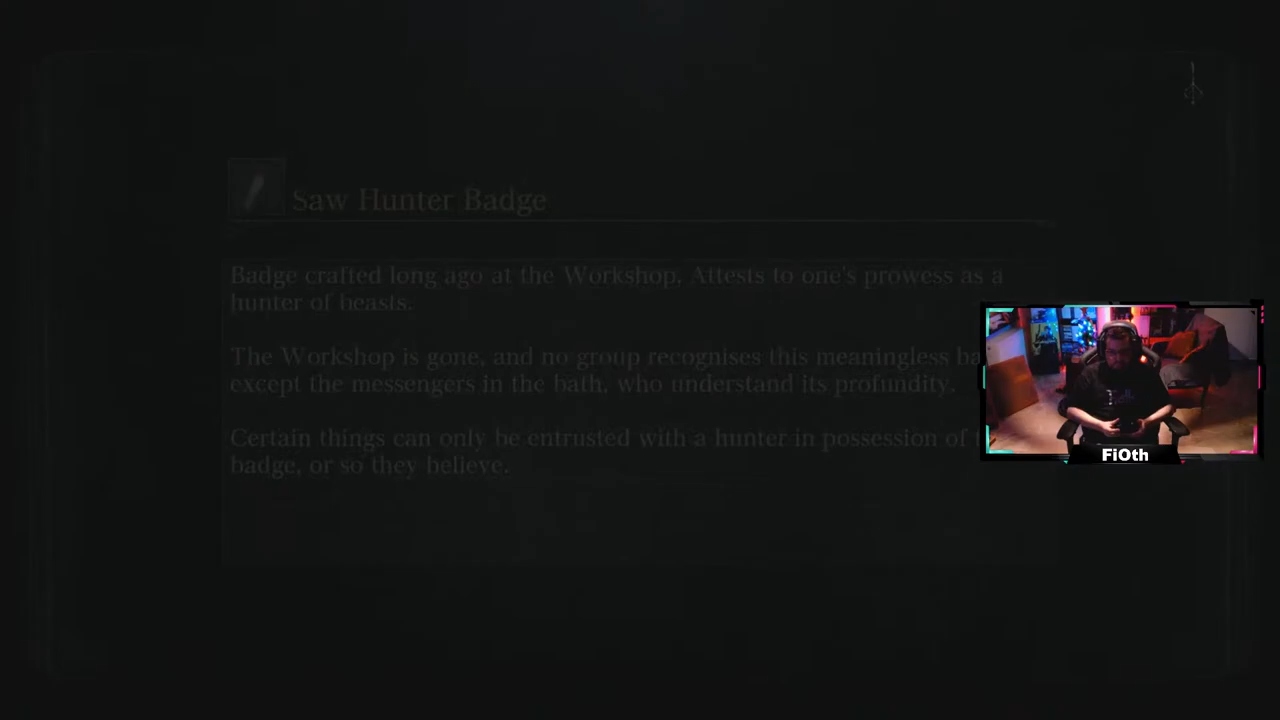 Saw Hunter Badge
Badge crafted long ago at the Workshop. Attests to one's prowess as a
hunter of beasts.
The Workshop is gone, and no group recognises this meaningless
except the messengers in the bath, who understand its profundity.
Certain things can only be entrusted with a hunter in possession of
badge, or so they believe.
FiOth